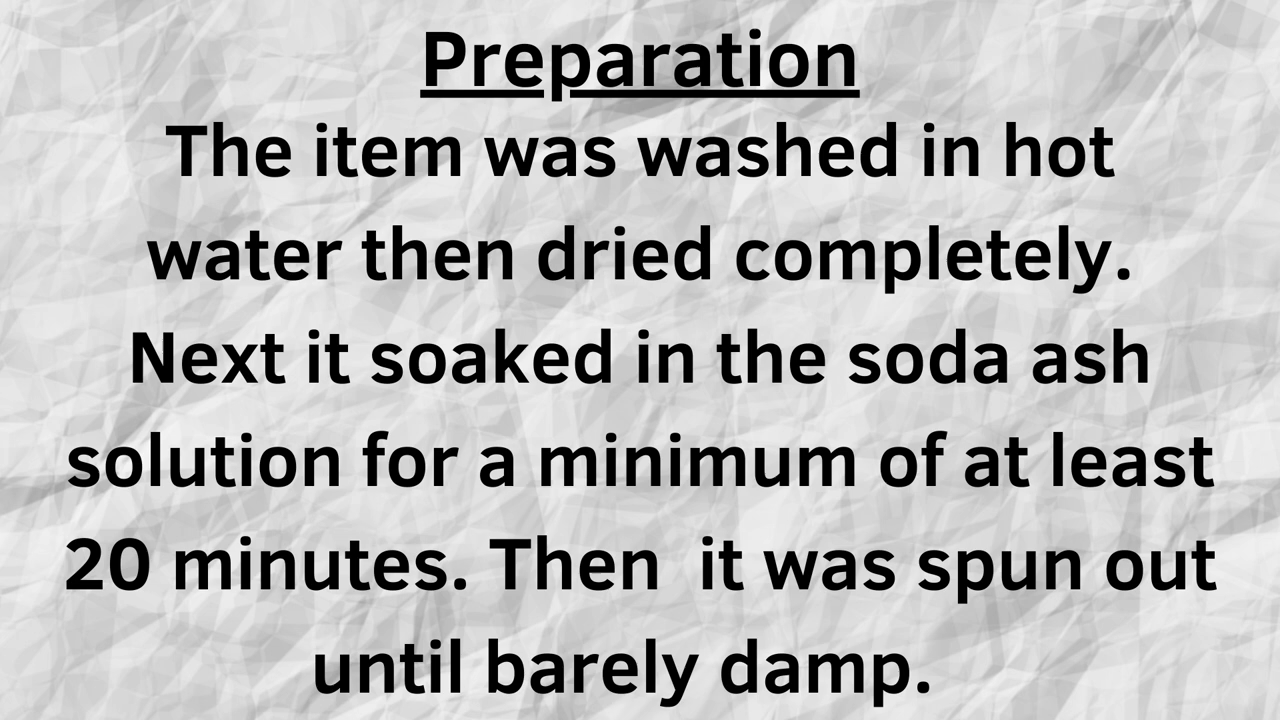 Preparation
The item was washed in hot
water then dried completely.
Next it soaked in the soda ash
solution for a minimum of at least
20 minutes. Then  it was spun out
until barely damp.